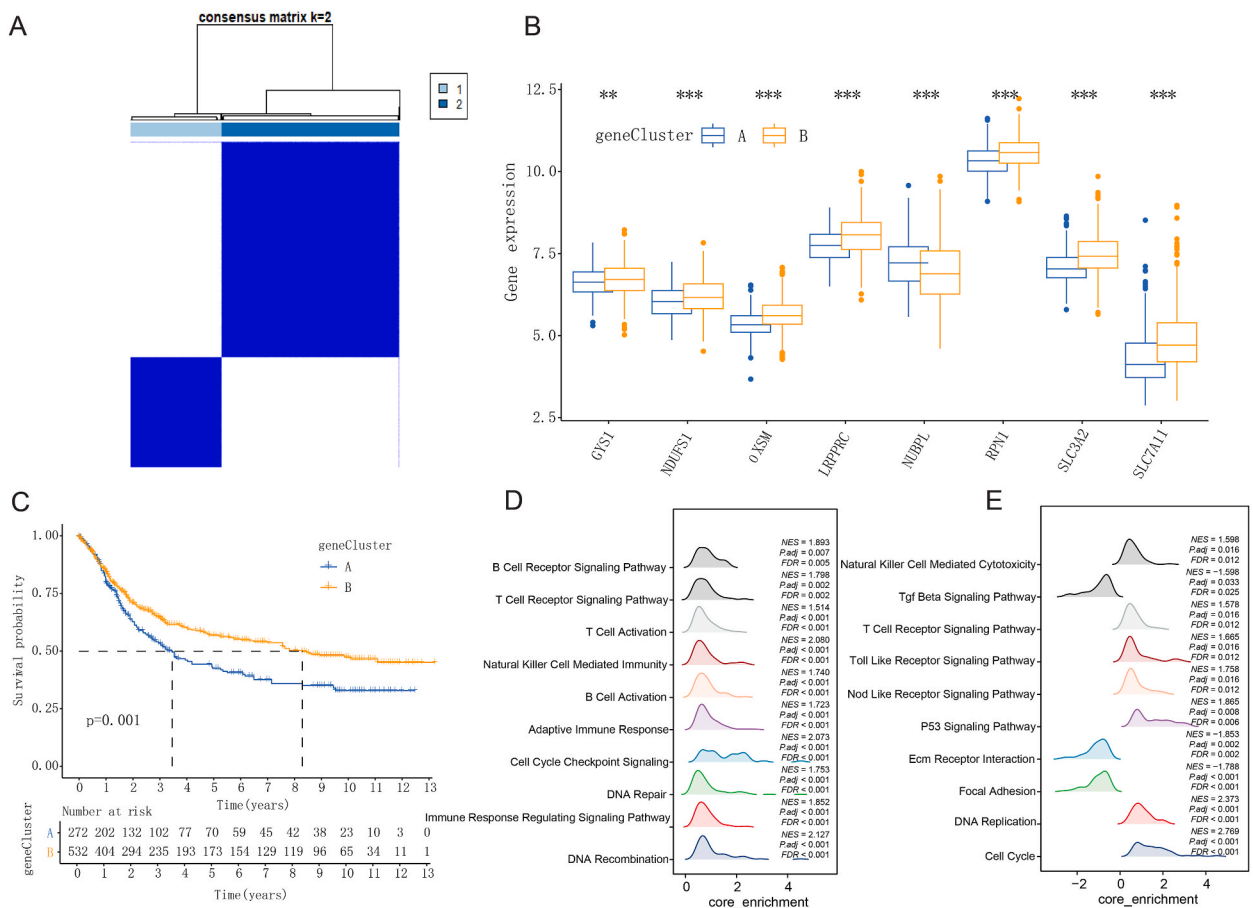 A
consensus matrix k=2
1
2
B
12.5
10.0
7.5
5.0
2.5
Gene expression
** *** *** *** *** *** *** ***
geneCluster A B
GYS1 NDUFS1 OXSM LRPPRC NUBPL RPN1 SLC3A2 SLC7A11
C
1.00
0.75
0.50
0.25
0.00
Survival probability
geneCluster
A
B
p=0.001
0 1 2 3 4 5 6 7 8 9 10 11 12 13
Time(years)
Number at risk
geneCluster
A 272 202 132 102 77 70 59 45 42 38 23 10 3 0
B 532 404 294 235 193 173 154 129 119 96 65 34 11 1
0 1 2 3 4 5 6 7 8 9 10 11 12 13
Time(years)
D
NES = 1.893
P.adj = 0.007
B Cell Receptor Signaling Pathway FDR = 0.005
NES = 1.798
P.adj = 0.002
T Cell Receptor Signaling Pathway FDR = 0.002
NES = 1.514
P.adj < 0.001
T Cell Activation FDR < 0.001
NES = 2.080
P.adj < 0.001
Natural Killer Cell Mediated Immunity FDR < 0.001
NES = 1.740
P.adj < 0.001
B Cell Activation FDR < 0.001
NES = 1.723
P.adj < 0.001
Adaptive Immune Response FDR < 0.001
NES = 2.073
P.adj < 0.001
Cell Cycle Checkpoint Signaling FDR < 0.001
NES = 1.753
P.adj < 0.001
DNA Repair FDR < 0.001
NES = 1.852
P.adj < 0.001
Immune Response Regulating Signaling Pathway FDR < 0.001
NES = 2.127
P.adj < 0.001
DNA Recombination FDR < 0.001
0 2 4
core_enrichment
E
NES = 1.598
P.adj = 0.016
Natural Killer Cell Mediated Cytotoxicity FDR = 0.012
NES = −1.598
P.adj = 0.033
Tgf Beta Signaling Pathway FDR = 0.025
NES = 1.578
P.adj = 0.016
T Cell Receptor Signaling Pathway FDR = 0.012
NES = 1.665
P.adj = 0.016
Toll Like Receptor Signaling Pathway FDR = 0.012
NES = 1.758
P.adj = 0.016
Nod Like Receptor Signaling Pathway FDR = 0.012
NES = 1.865
P.adj = 0.008
P53 Signaling Pathway FDR = 0.006
NES = −1.853
P.adj = 0.002
Ecm Receptor Interaction FDR = 0.002
NES = −1.788
P.adj < 0.001
Focal Adhesion FDR < 0.001
NES = 2.373
P.adj < 0.001
DNA Replication FDR < 0.001
NES = 2.769
P.adj < 0.001
Cell Cycle FDR < 0.001
−2 0 2 4
core_enrichment